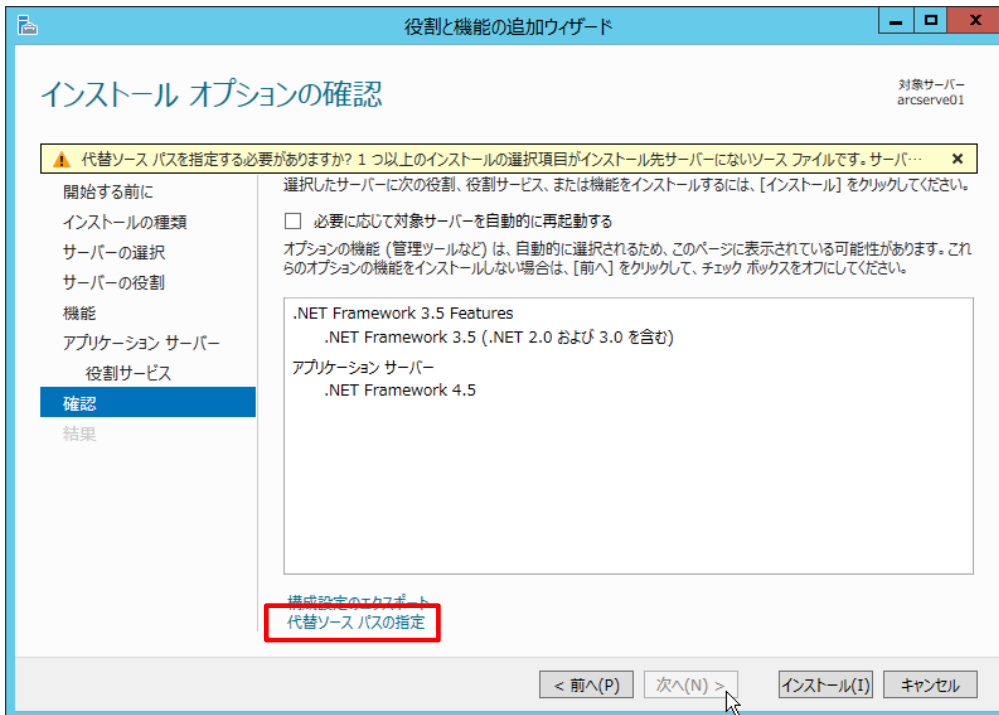 役割と機能の追加ウィザード
インストール オプションの確認
対象サーバー
arcserve01
代替ソース パスを指定する必要がありますか? 1 つ以上のインストールの選択項目がインストール先サーバーにないソース ファイルです。サーバ…
開始する前に
インストールの種類
サーバーの選択
サーバーの役割
機能
アプリケーション サーバー
役割サービス
確認
結果
選択したサーバーに次の役割、役割サービス、または機能をインストールするには、[インストール] をクリックしてください。
必要に応じて対象サーバーを自動的に再起動する
オプションの機能 (管理ツールなど) は、自動的に選択されるため、このページに表示されている可能性があります。これ
らのオプションの機能をインストールしない場合は、[前へ] をクリックして、チェック ボックスをオフにしてください。
.NET Framework 3.5 Features
.NET Framework 3.5 (.NET 2.0 および 3.0 を含む)
アプリケーション サーバー
.NET Framework 4.5
構成設定のエクスポート
代替ソース パスの指定
< 前へ(P)
次へ(N) >
インストール(I)
キャンセル